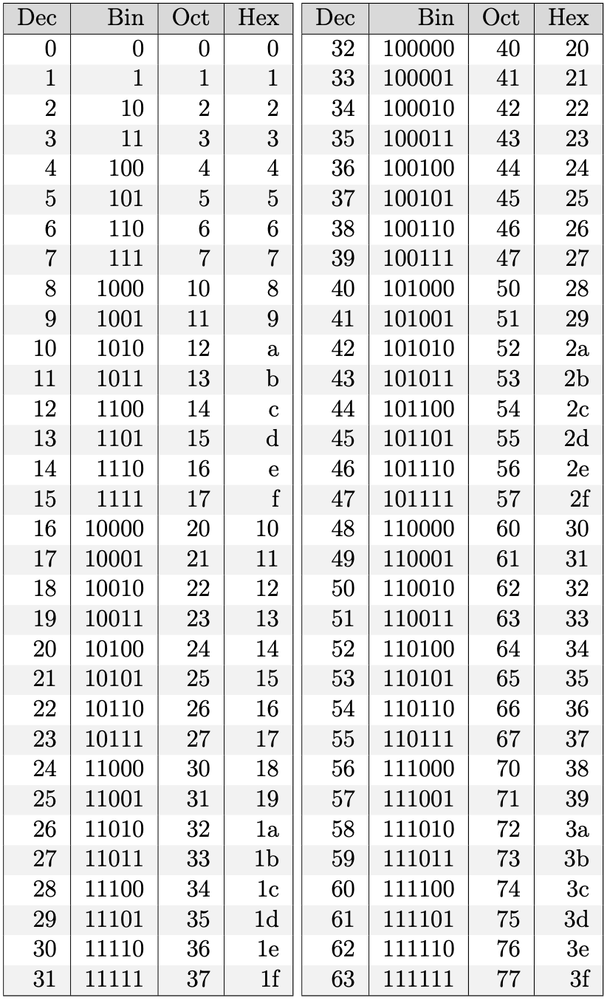 Dec Bin Oct Hex Dec Bin Oct Hex
0 0 0 0 32 100000 40 20
1 1 1 1 33 100001 41 21
2 10 2 2 34 100010 42 22
3 11 3 3 35 100011 43 23
4 100 4 4 36 100100 44 24
5 101 5 5 37 100101 45 25
6 110 6 6 38 100110 46 26
7 111 7 7 39 100111 47 27
8 1000 10 8 40 101000 50 28
9 1001 11 9 41 101001 51 29
10 1010 12 a 42 101010 52 2a
11 1011 13 b 43 101011 53 2b
12 1100 14 c 44 101100 54 2c
13 1101 15 d 45 101101 55 2d
14 1110 16 e 46 101110 56 2e
15 1111 17 f 47 101111 57 2f
16 10000 20 10 48 110000 60 30
17 10001 21 11 49 110001 61 31
18 10010 22 12 50 110010 62 32
19 10011 23 13 51 110011 63 33
20 10100 24 14 52 110100 64 34
21 10101 25 15 53 110101 65 35
22 10110 26 16 54 110110 66 36
23 10111 27 17 55 110111 67 37
24 11000 30 18 56 111000 70 38
25 11001 31 19 57 111001 71 39
26 11010 32 1a 58 111010 72 3a
27 11011 33 1b 59 111011 73 3b
28 11100 34 1c 60 111100 74 3c
29 11101 35 1d 61 111101 75 3d
30 11110 36 1e 62 111110 76 3e
31 11111 37 1f 63 111111 77 3f